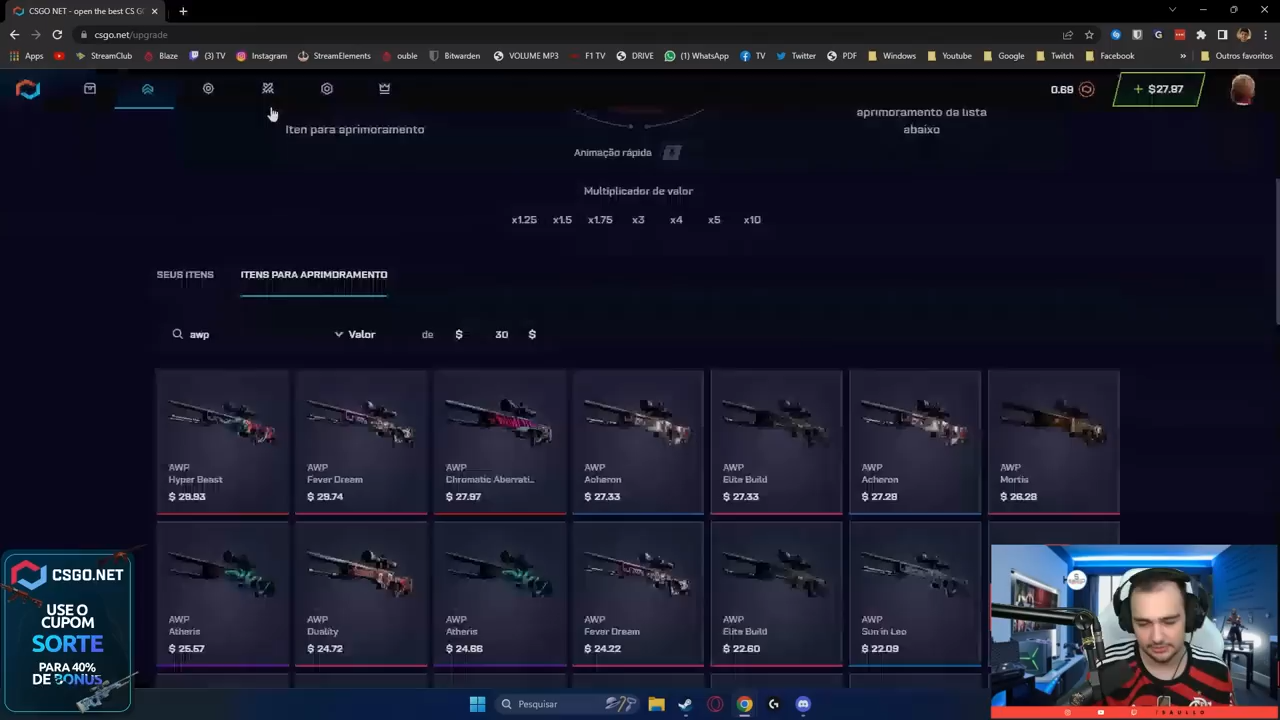 CSGO NET - open the best CS G
csgo.net/upgrade
Apps
StreamClub
Blaze
(3) TV
Instagram
StreamElements
ouble
Bitwarden
VOLUME MP3
F1 TV
DRIVE
(1) WhatsApp
TV
Twitter
PDF
Windows
Youtube
Google
Twitch
Facebook
»
Outros favoritos
0.69
+ $27.97
Iten para aprimoramento
aprimoramento da lista
abaixo
Animação rápida
Multiplicador de valor
x1.25 x1.5 x1.75 x3 x4 x5 x10
SEUS ITENS
ITENS PARA APRIMORAMENTO
awp
Valor
de $ 30 $
AWP
Hyper Beast
$ 29.93
AWP
Fever Dream
$ 29.74
AWP
Chromatic Aberrati...
$ 27.97
AWP
Acheron
$ 27.33
AWP
Elite Build
$ 27.33
AWP
Acheron
$ 27.29
AWP
Mortis
$ 26.28
AWP
Atheris
$ 25.57
AWP
Duality
$ 24.72
AWP
Atheris
$ 24.66
AWP
Fever Dream
$ 24.22
AWP
Elite Build
$ 22.60
AWP
Sun in Leo
$ 22.09
CSGO.NET
USE O
CUPOM
SORTE
PARA 40%
DE BONUS
Pesquisar